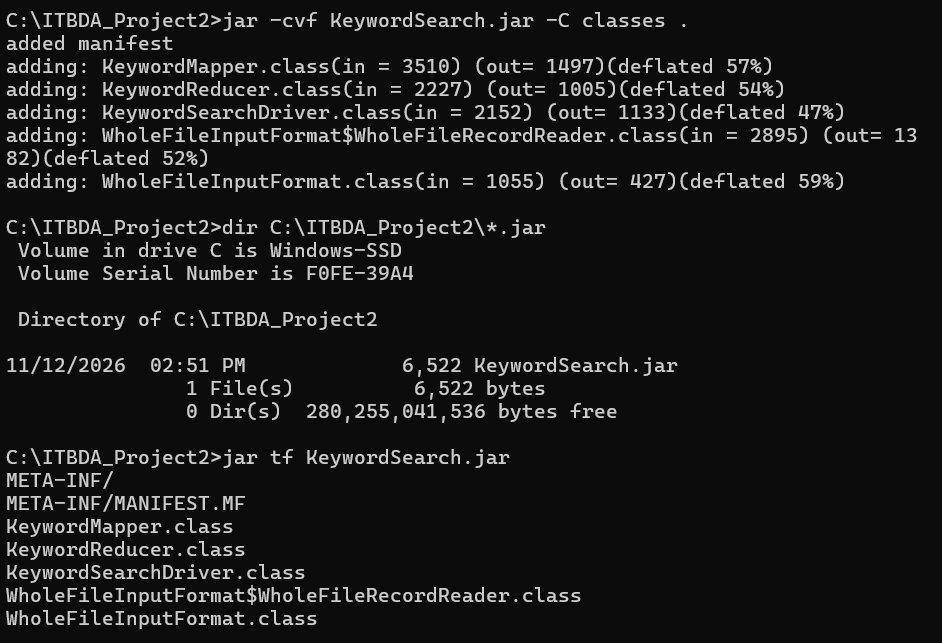 C:\ITBDA_Project2>jar -cvf KeywordSearch.jar -C classes .
added manifest
adding: KeywordMapper.class(in = 3510) (out= 1497)(deflated 57%)
adding: KeywordReducer.class(in = 2227) (out= 1005)(deflated 54%)
adding: KeywordSearchDriver.class(in = 2152) (out= 1133)(deflated 47%)
adding: WholeFileInputFormat$WholeFileRecordReader.class(in = 2895) (out= 13
82)(deflated 52%)
adding: WholeFileInputFormat.class(in = 1055) (out= 427)(deflated 59%)
C:\ITBDA_Project2>dir C:\ITBDA_Project2\*.jar
Volume in drive C is Windows-SSD
Volume Serial Number is F0FE-39A4
Directory of C:\ITBDA_Project2
11/12/2026  02:51 PM             6,522 KeywordSearch.jar
1 File(s)          6,522 bytes
0 Dir(s)  280,255,041,536 bytes free
C:\ITBDA_Project2>jar tf KeywordSearch.jar
META-INF/
META-INF/MANIFEST.MF
KeywordMapper.class
KeywordReducer.class
KeywordSearchDriver.class
WholeFileInputFormat$WholeFileRecordReader.class
WholeFileInputFormat.class